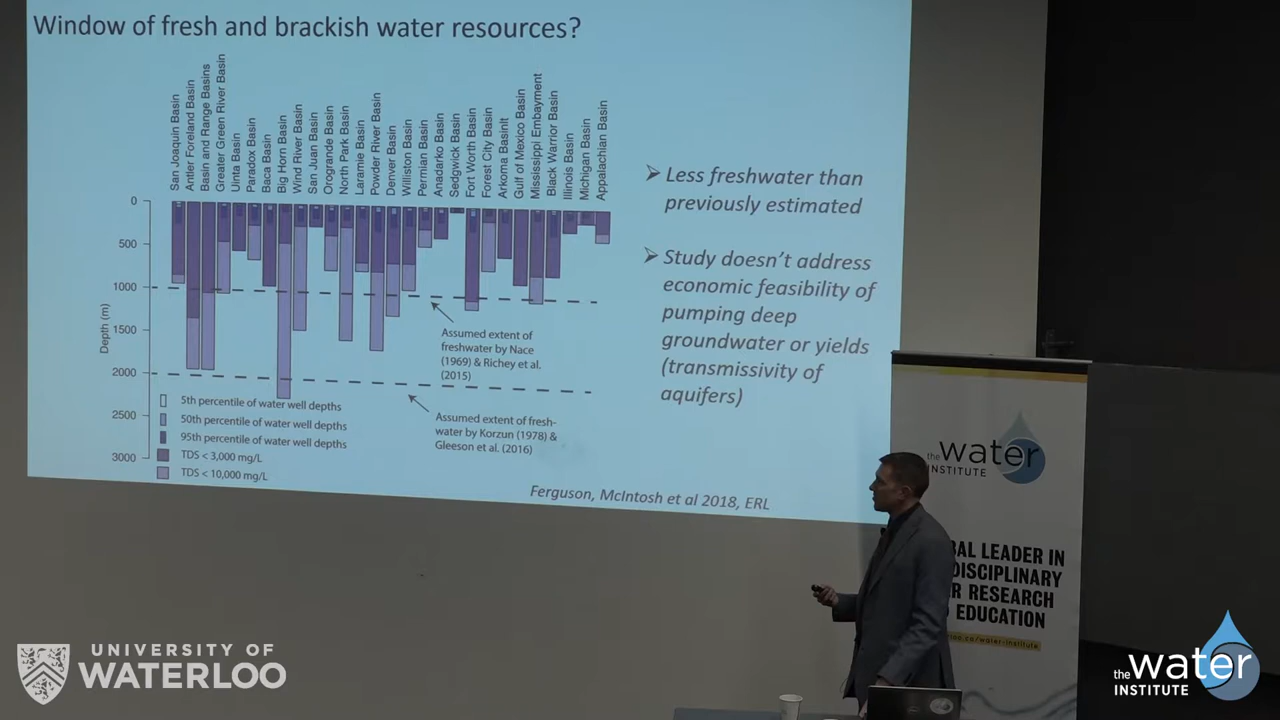 Window of fresh and brackish water resources?
San Joaquin Basin
Antler Foreland Basin
Basin and Range Basins
Greater Green River Basin
Uinta Basin
Paradox Basin
Baca Basin
Big Horn Basin
Wind River Basin
San Juan Basin
Orogrande Basin
North Park Basin
Laramie Basin
Powder River Basin
Denver Basin
Williston Basin
Permian Basin
Anadarko Basin
Sedgwick Basin
Fort Worth Basin
Forest City Basin
Arkoma Basinlt
Gulf of Mexico Basin
Mississippi Embayment
Black Warrior Basin
Illinois Basin
Michigan Basin
Appalachian Basin
Depth (m)
0
500
1000
1500
2000
2500
3000
Assumed extent of
freshwater by Nace
(1969) & Richey et al.
(2015)
Assumed extent of fresh-
water by Korzun (1978) &
Gleeson et al. (2016)
5th percentile of water well depths
50th percentile of water well depths
95th percentile of water well depths
TDS < 3,000 mg/L
TDS < 10,000 mg/L
➢ Less freshwater than
previously estimated
➢ Study doesn't address
economic feasibility of
pumping deep
groundwater or yields
(transmissivity of
aquifers)
Ferguson, McIntosh et al 2018, ERL
the water
INSTITUTE
BAL LEADER IN
DISCIPLINARY
R RESEARCH
EDUCATION
loo.ca/water-institute
UNIVERSITY OF
WATERLOO
the water
INSTITUTE